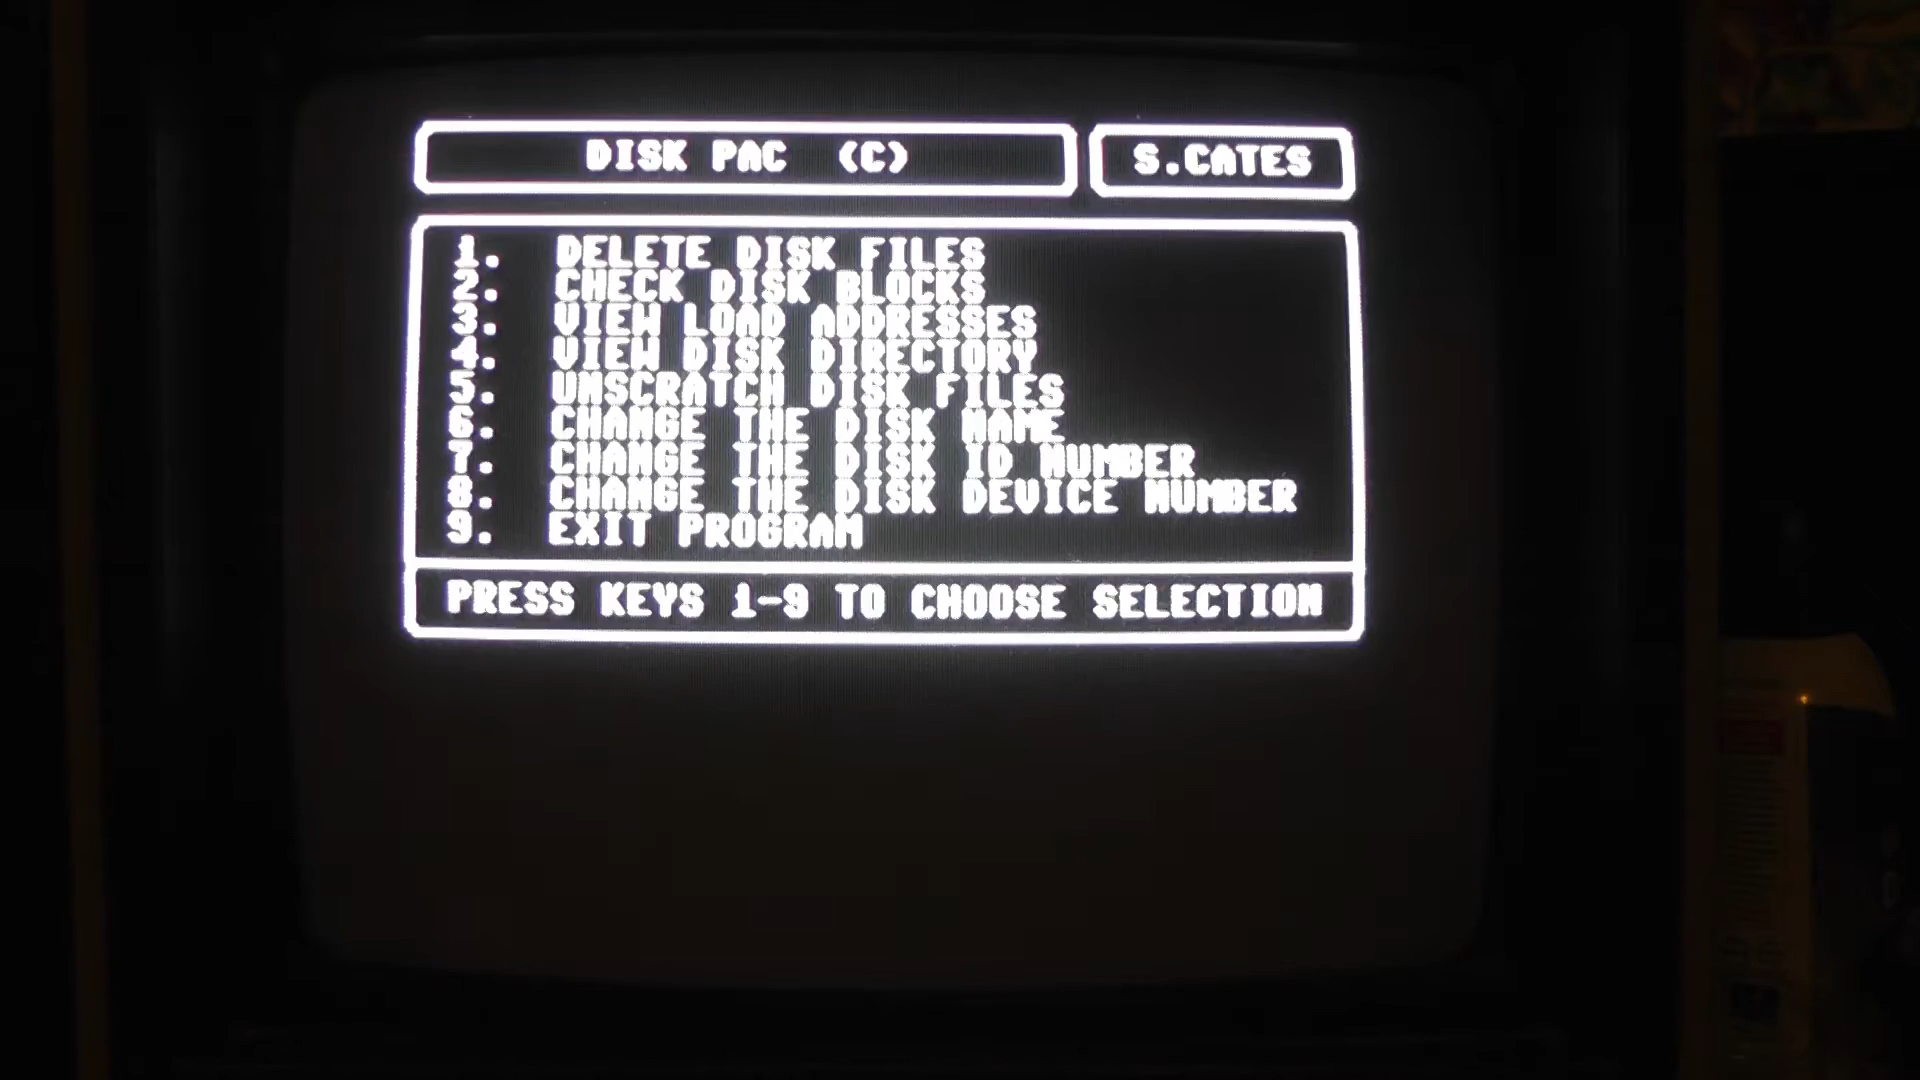 DISK PAC (C)
S.CATES
1. DELETE DISK FILES
2. CHECK DISK BLOCKS
3. VIEW LOAD ADDRESSES
4. VIEW DISK DIRECTORY
5. UNSCRATCH DISK FILES
6. CHANGE THE DISK NAME
7. CHANGE THE DISK ID NUMBER
8. CHANGE THE DISK DEVICE NUMBER
9. EXIT PROGRAM
PRESS KEYS 1-9 TO CHOOSE SELECTION